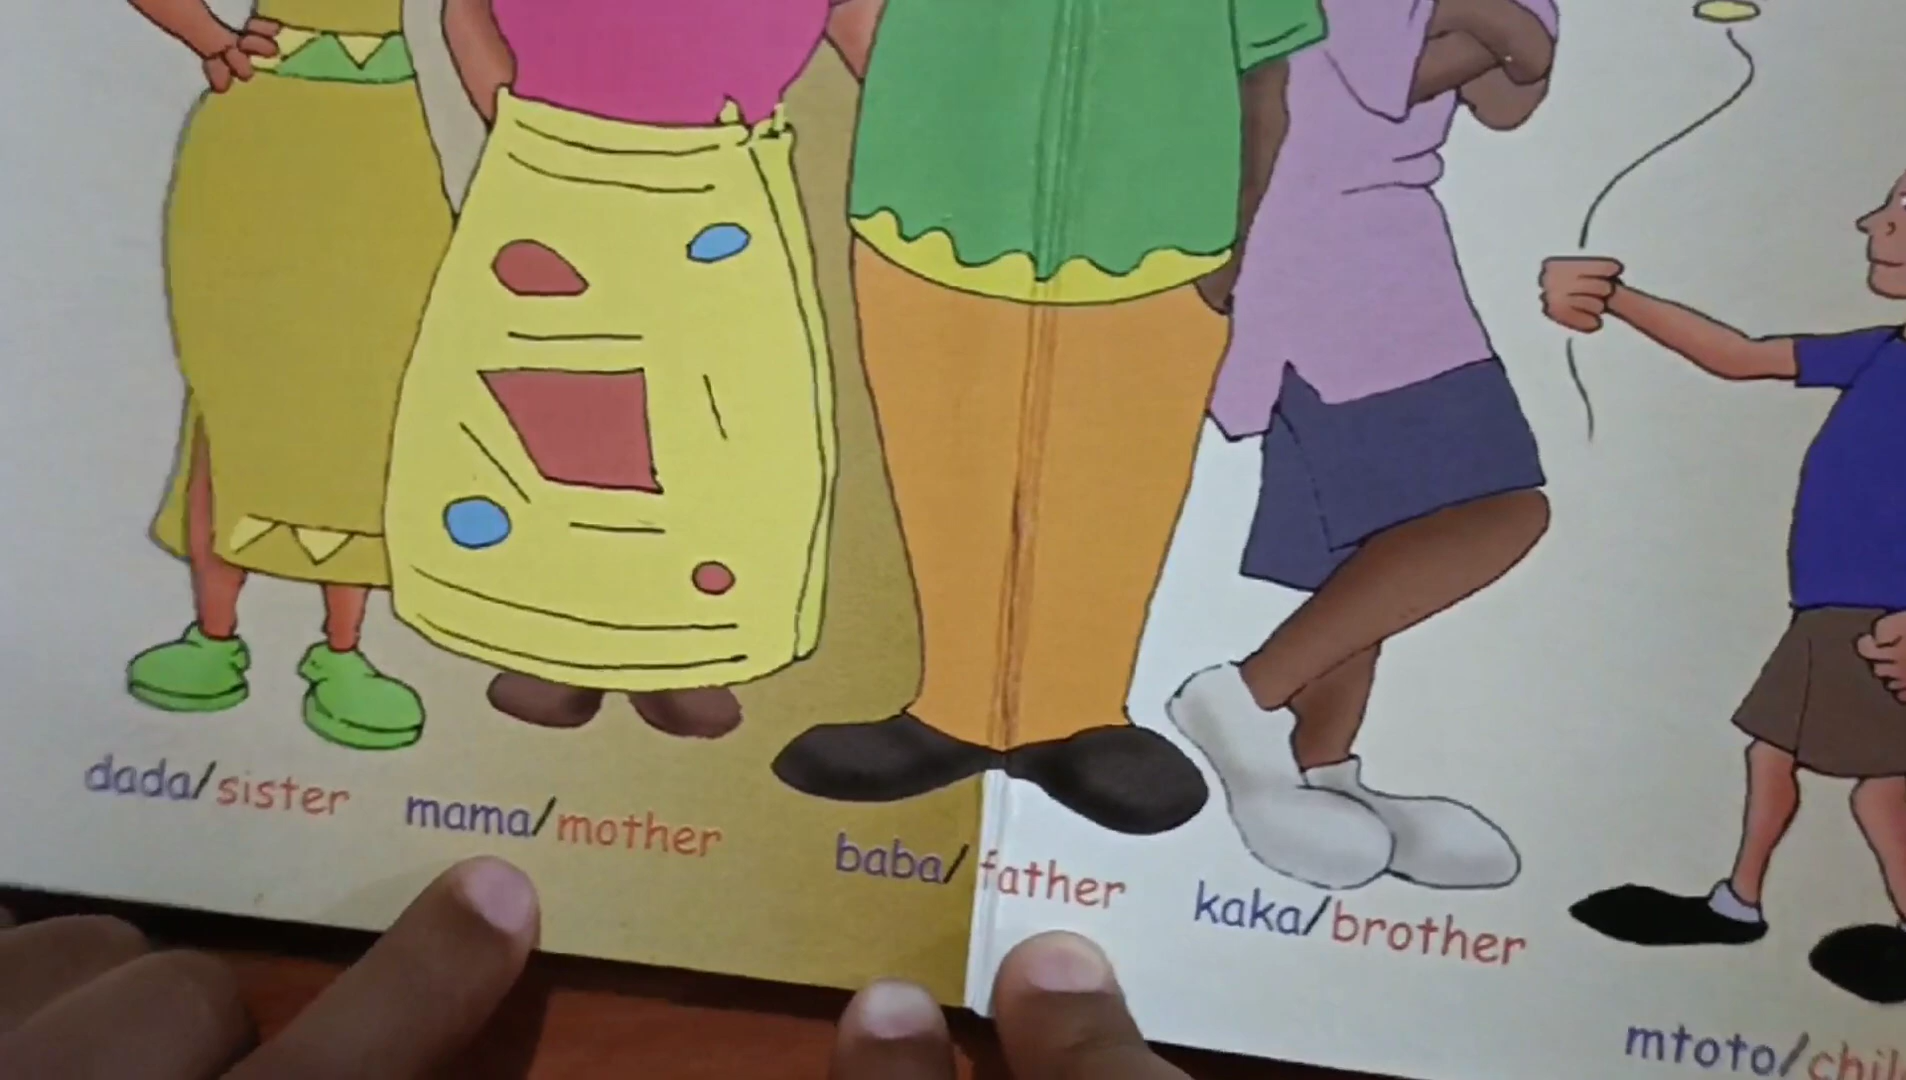 dada/sister
mama/mother
baba/father
kaka/brother
mtoto/